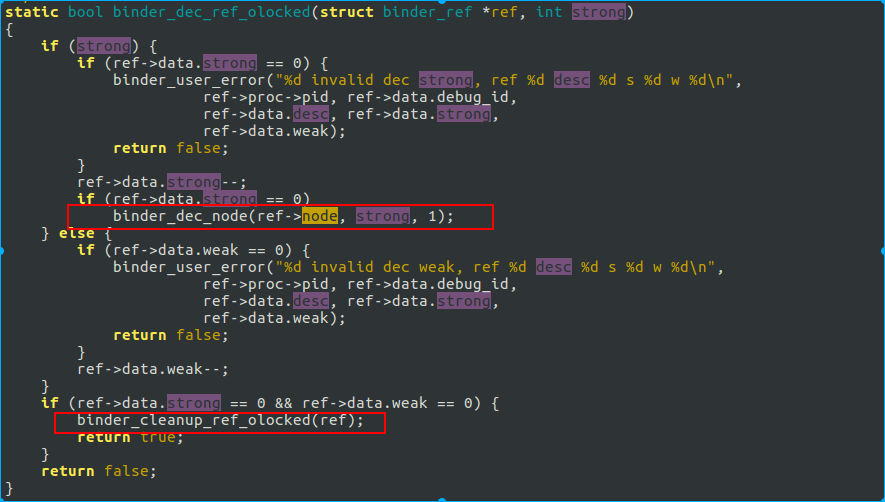 static bool binder_dec_ref_olocked(struct binder_ref *ref, int strong)
{
    if (strong) {
        if (ref->data.strong == 0) {
            binder_user_error("%d invalid dec strong, ref %d desc %d s %d w %d\n",
                      ref->proc->pid, ref->data.debug_id,
                      ref->data.desc, ref->data.strong,
                      ref->data.weak);
            return false;
        }
        ref->data.strong--;
        if (ref->data.strong == 0)
            binder_dec_node(ref->node, strong, 1);
    } else {
        if (ref->data.weak == 0) {
            binder_user_error("%d invalid dec weak, ref %d desc %d s %d w %d\n",
                      ref->proc->pid, ref->data.debug_id,
                      ref->data.desc, ref->data.strong,
                      ref->data.weak);
            return false;
        }
        ref->data.weak--;
    }
    if (ref->data.strong == 0 && ref->data.weak == 0) {
        binder_cleanup_ref_olocked(ref);
        return true;
    }
    return false;
}